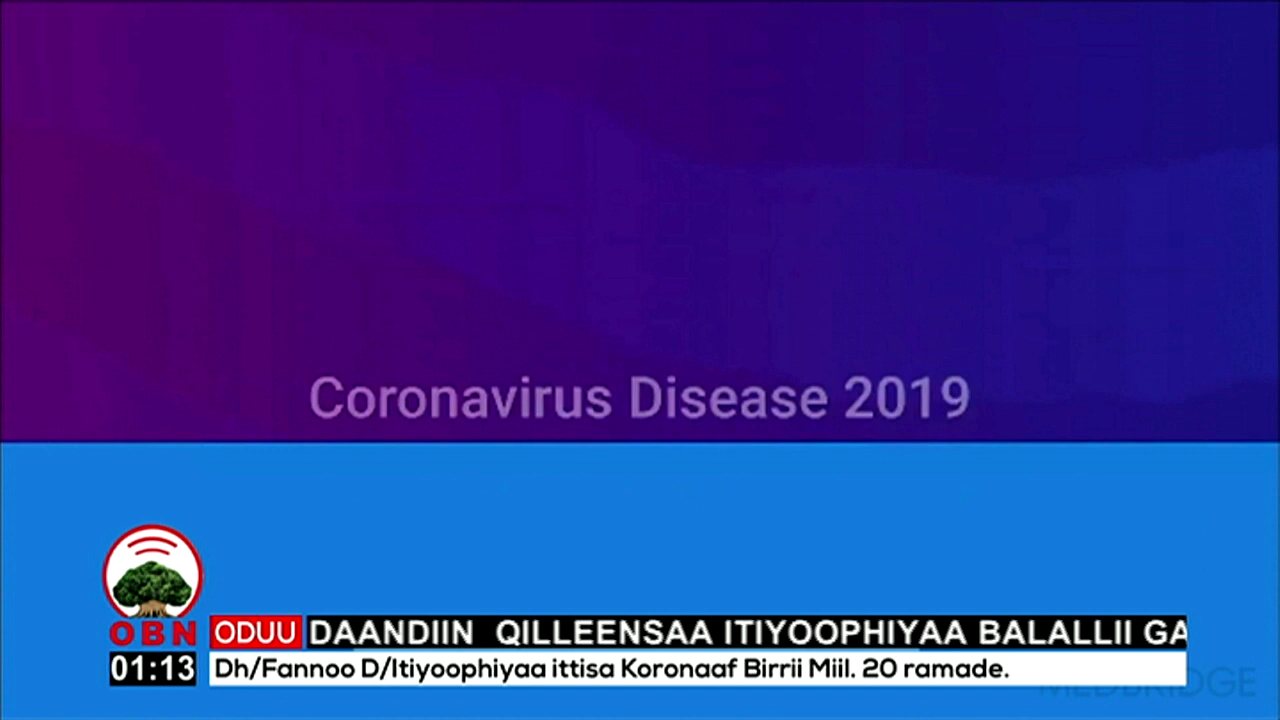 Coronavirus Disease 2019
OBN
ODUU DAANDIIN QILLEENSAA ITIYOOPHIYAA BALALLII GA
01:13 Dh/Fannoo D/Itiyoophiyaa ittisa Koronaaf Birrii Miil. 20 ramade.
MEDBRIDGE